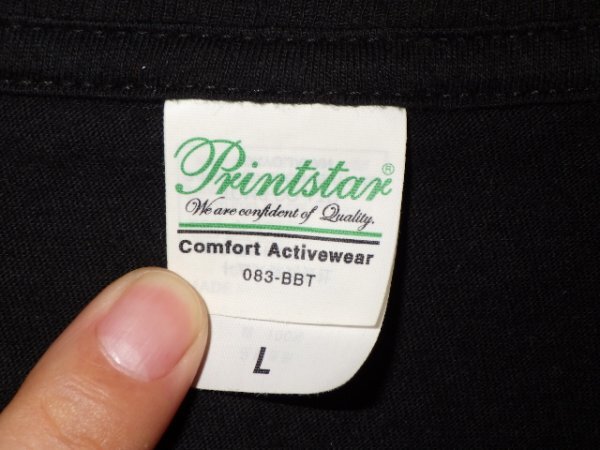 Printstar®
We are confident of Quality.
Comfort Activewear
083-BBT
L